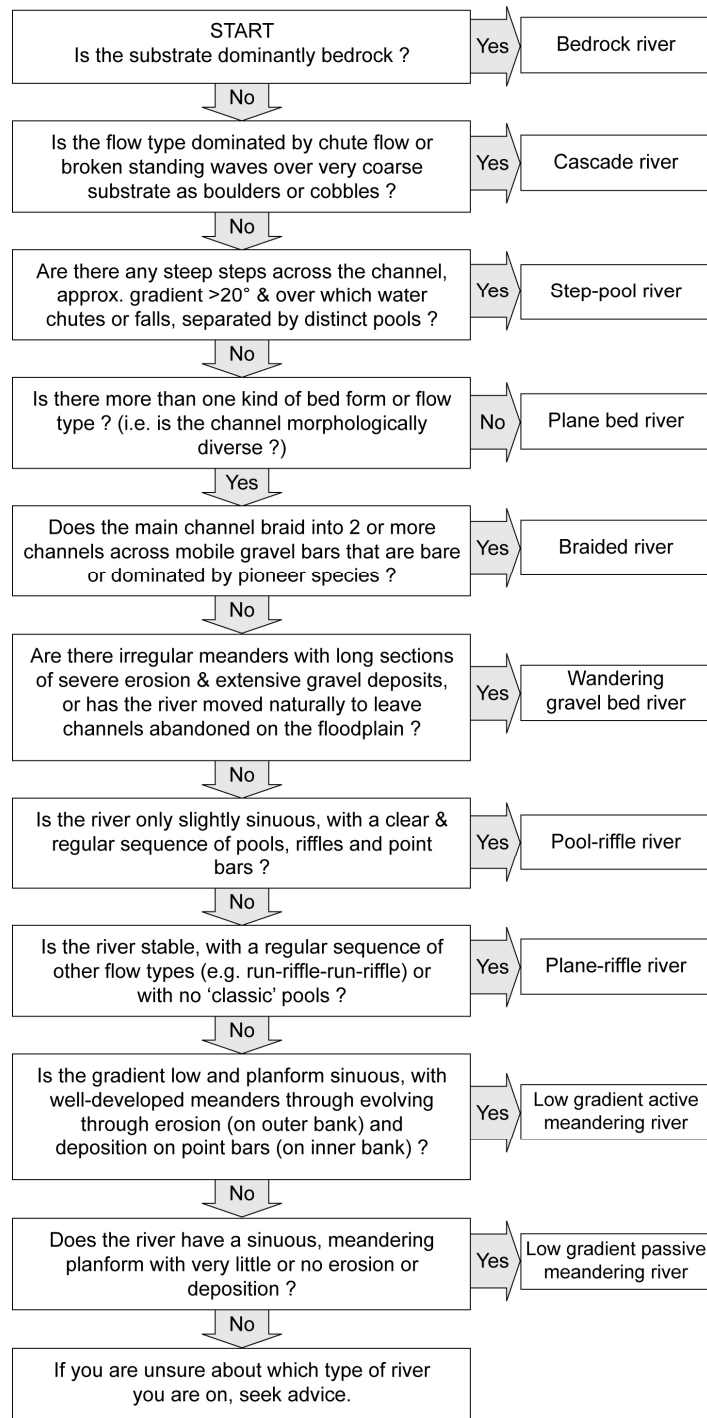 START
Is the substrate dominantly bedrock ?
Yes
Bedrock river
No
Is the flow type dominated by chute flow or
broken standing waves over very coarse
substrate as boulders or cobbles ?
Yes
Cascade river
No
Are there any steep steps across the channel,
approx. gradient >20° & over which water
chutes or falls, separated by distinct pools ?
Yes
Step-pool river
No
Is there more than one kind of bed form or flow
type ? (i.e. is the channel morphologically
diverse ?)
No
Plane bed river
Yes
Does the main channel braid into 2 or more
channels across mobile gravel bars that are bare
or dominated by pioneer species ?
Yes
Braided river
No
Are there irregular meanders with long sections
of severe erosion & extensive gravel deposits,
or has the river moved naturally to leave
channels abandoned on the floodplain ?
Yes
Wandering
gravel bed river
No
Is the river only slightly sinuous, with a clear &
regular sequence of pools, riffles and point
bars ?
Yes
Pool-riffle river
No
Is the river stable, with a regular sequence of
other flow types (e.g. run-riffle-run-riffle) or
with no ‘classic’ pools ?
Yes
Plane-riffle river
No
Is the gradient low and planform sinuous, with
well-developed meanders through evolving
through erosion (on outer bank) and
deposition on point bars (on inner bank) ?
Yes
Low gradient active
meandering river
No
Does the river have a sinuous, meandering
planform with very little or no erosion or
deposition ?
Yes
Low gradient passive
meandering river
No
If you are unsure about which type of river
you are on, seek advice.